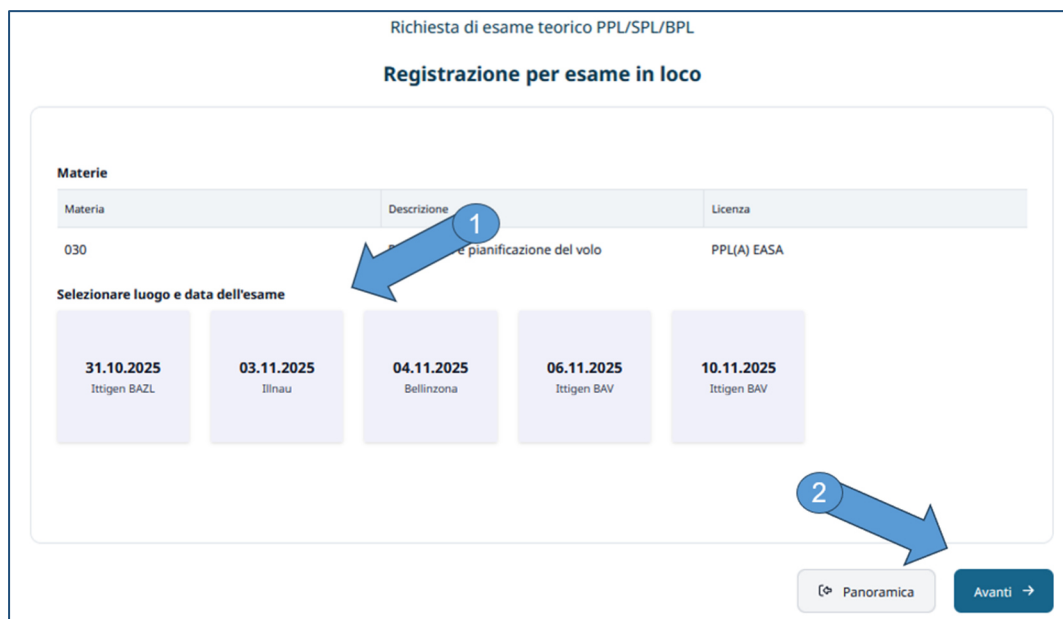 Richiesta di esame teorico PPL/SPL/BPL
Registrazione per esame in loco
Materie
Materia Descrizione Licenza
1
030 e pianificazione del volo PPL(A) EASA
Selezionare luogo e data dell'esame
31.10.2025 03.11.2025 04.11.2025 06.11.2025 10.11.2025
Ittigen BAZL Illnau Bellinzona Ittigen BAV Ittigen BAV
2
Panoramica Avanti →